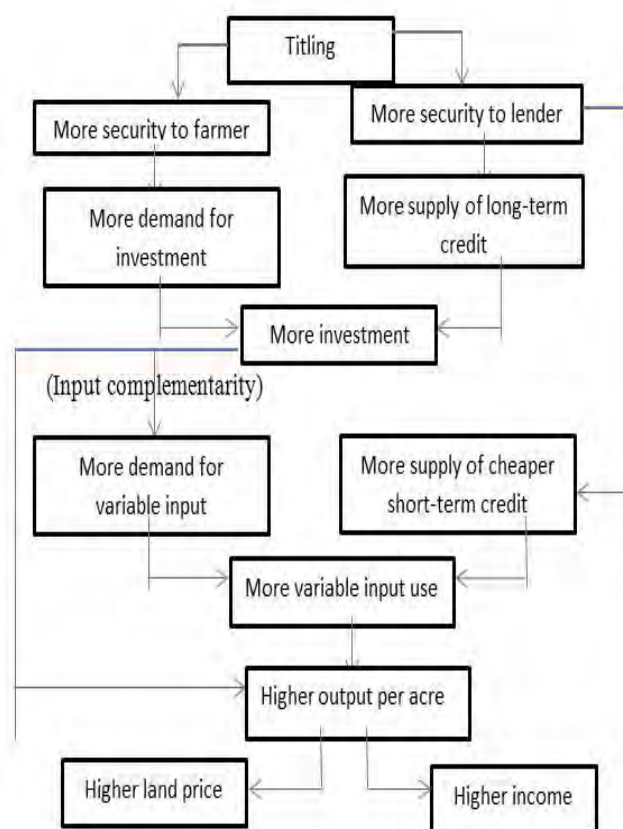 Titling
More security to farmer
More security to lender
More demand for
investment
More supply of long-term
credit
More investment
(Input complementarity)
More demand for
variable input
More supply of cheaper
short-term credit
More variable input use
Higher output per acre
Higher land price
Higher income